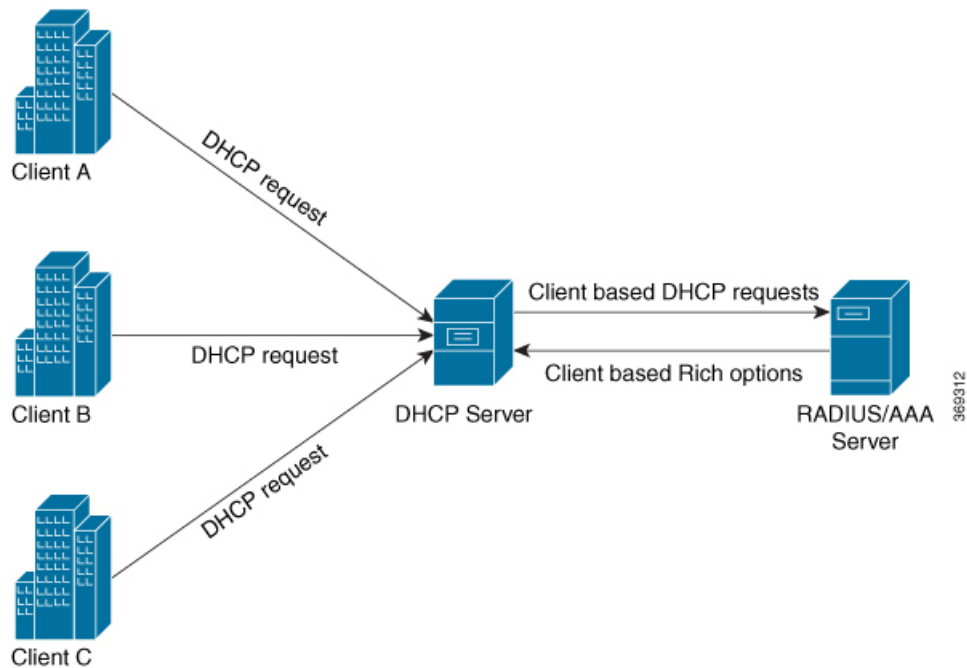 Client A
DHCP request
Client B
DHCP request
DHCP Server
Client based DHCP requests
Client based Rich options
RADIUS/AAA
Server
369312
DHCP request
Client C